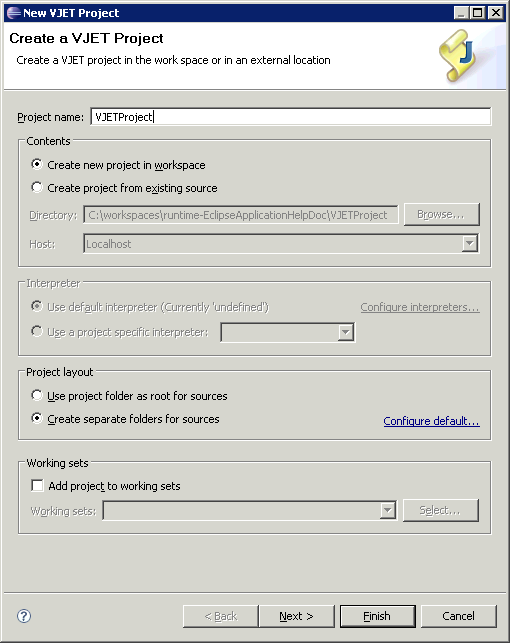 New VJET Project
Create a VJET Project
Create a VJET project in the work space or in an external location
J
Project name: VJETProject
Contents
Create new project in workspace
Create project from existing source
Directory: C:\workspaces\runtime-EclipseApplicationHelpDoc\VJETProject Browse...
Host: Localhost
Interpreter
Use default interpreter (Currently 'undefined') Configure interpreters...
Use a project specific interpreter:
Project layout
Use project folder as root for sources
Create separate folders for sources Configure default...
Working sets
Add project to working sets
Working sets: Select...
? < Back Next > Finish Cancel